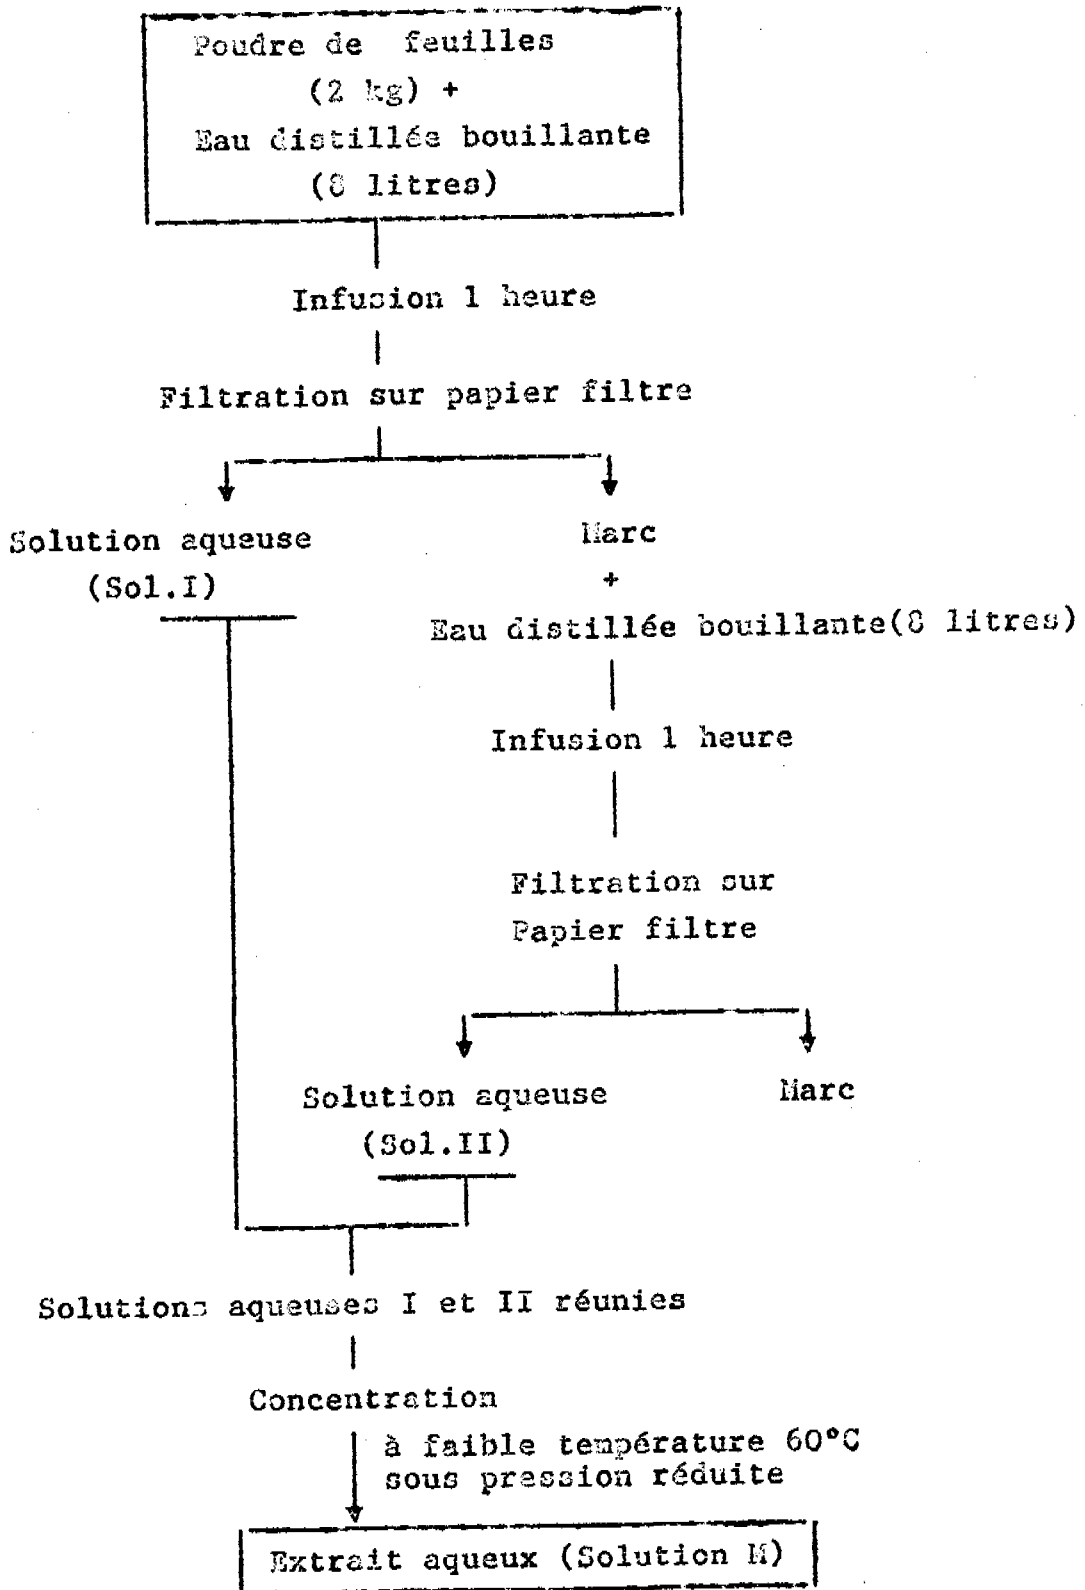 Poudre de feuilles
(2 kg) +
Eau distillée bouillante
(8 litres)
Infusion 1 heure
Filtration sur papier filtre
Solution aqueuse
(Sol.I)
Marc
+
Eau distillée bouillante(8 litres)
Infusion 1 heure
Filtration sur
Papier filtre
Solution aqueuse
(Sol.II)
Marc
Solutions aqueuses I et II réunies
Concentration
à faible température 60°C
sous pression réduite
Extrait aqueux (Solution M)